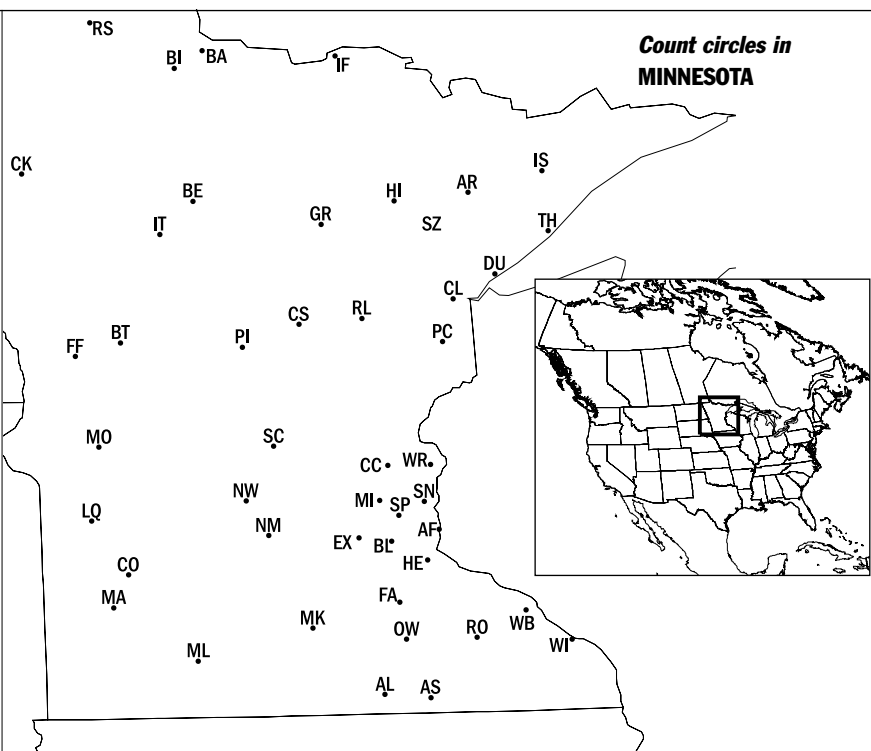 RS
Count circles in
MINNESOTA
BI
BA
IF
CK
IS
AR
BE
HI
GR
SZ
IT
TH
DU
CL
CS
RL
BT
PI
PC
FF
MO
SC
CC
WR
NW
MI
SN
SP
LQ
NM
AF
EX
BL
HE
CO
MA
FA
MK
OW
RO
WB
WI
ML
AL
AS